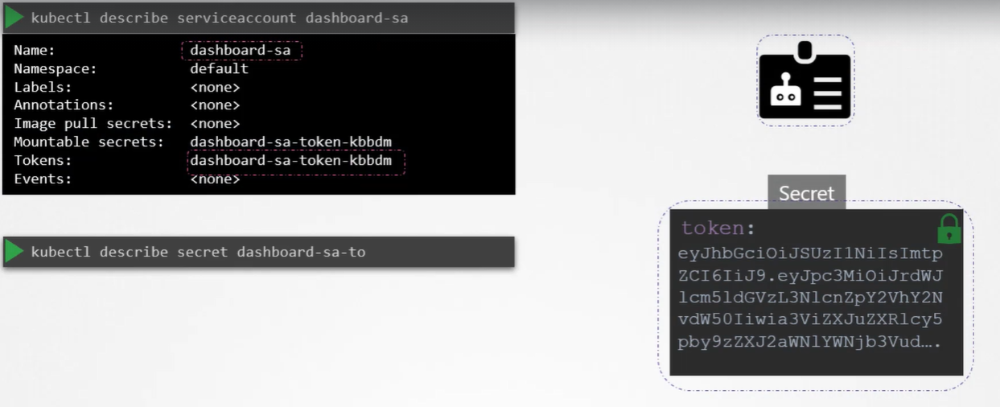 kubectl describe serviceaccount dashboard-sa
Name: dashboard-sa
Namespace: default
Labels: <none>
Annotations: <none>
Image pull secrets: <none>
Mountable secrets: dashboard-sa-token-kbbdm
Tokens: dashboard-sa-token-kbbdm
Events: <none>
kubectl describe secret dashboard-sa-to
Secret
token:
eyJhbGciOiJSUzI1NiIsImtp
ZCI6IiJ9.eyJpc3MiOiJrdWJ
lcm5ldGVzL3NlcnZpY2VhY2N
vdW50Iiwia3ViZXJuZXRlcy5
pby9zZXJ2aWNlYWNjb3Vud….